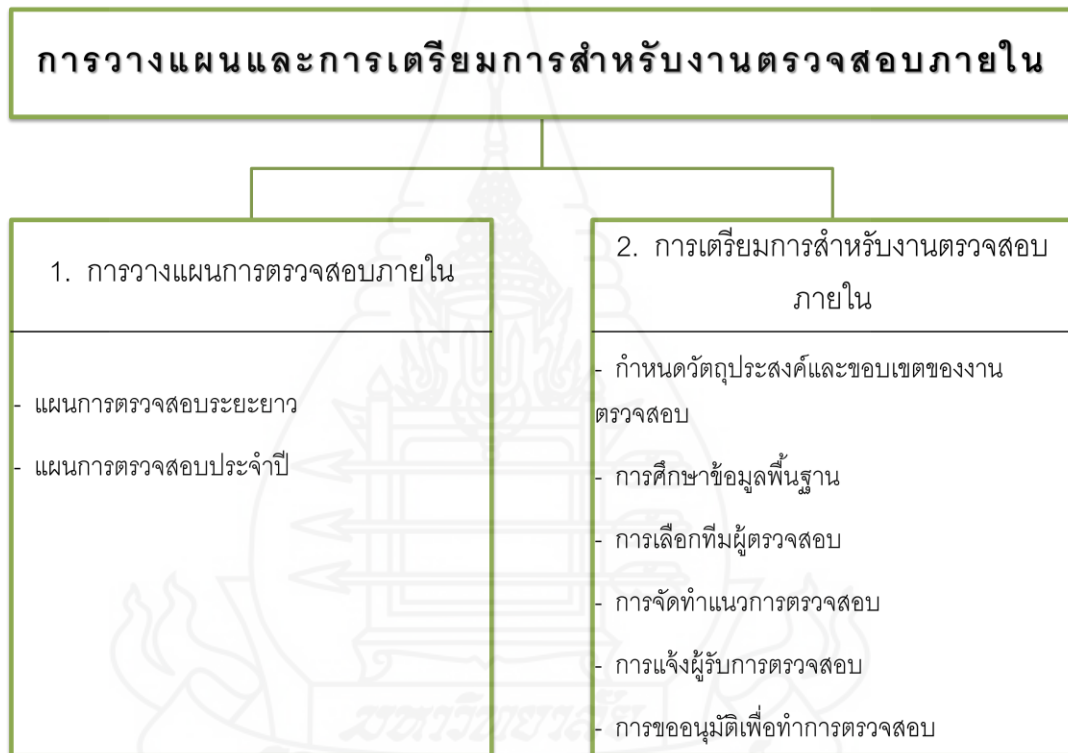 การวางแผนและการเตรียมการสำหรับงานตรวจสอบภายใน
1. การวางแผนการตรวจสอบภายใน
- แผนการตรวจสอบระยะยาว
- แผนการตรวจสอบประจำปี
2. การเตรียมการสำหรับงานตรวจสอบ
ภายใน
- กำหนดวัตถุประสงค์และขอบเขตของงาน
ตรวจสอบ
- การศึกษาข้อมูลพื้นฐาน
- การเลือกทีมผู้ตรวจสอบ
- การจัดทำแนวการตรวจสอบ
- การแจ้งผู้รับการตรวจสอบ
- การขออนุมัติเพื่อทำการตรวจสอบ
มหาวิทยาลัย